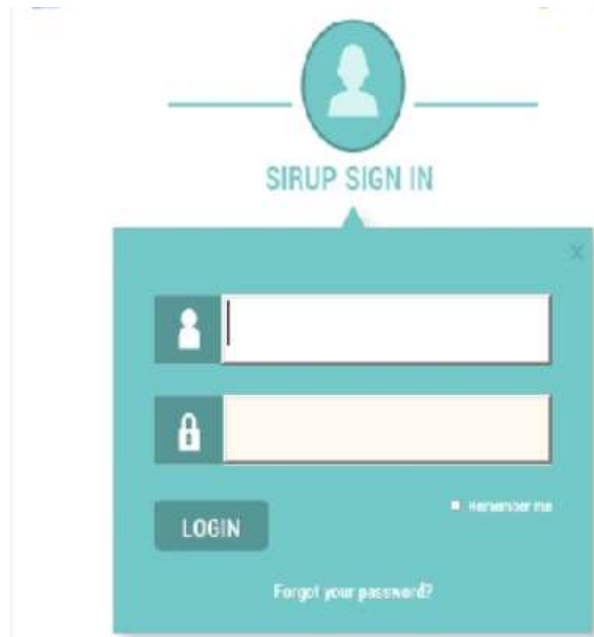 SIRUP SIGN IN
X
LOGIN
Remember me
Forgot your password?